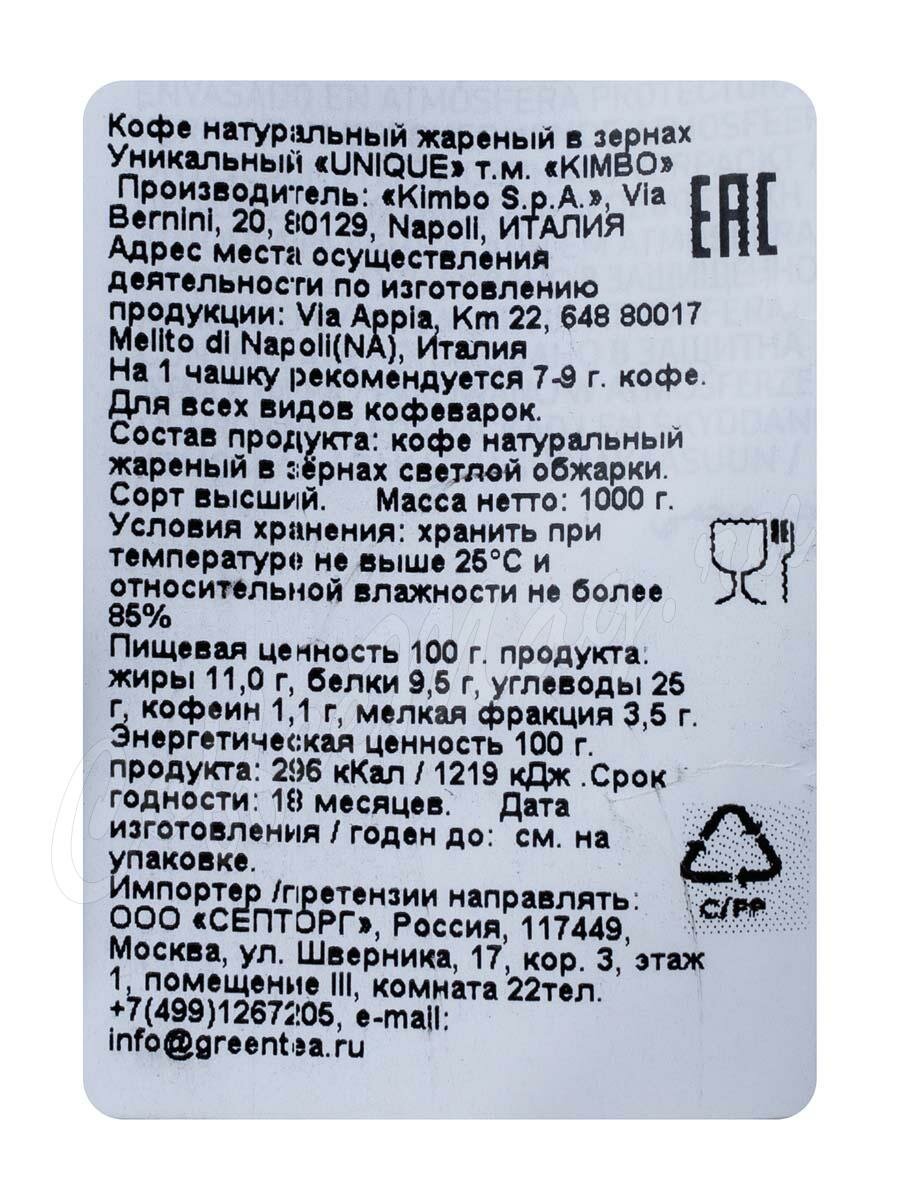 Кофе натуральный жареный в зернах
Уникальный «UNIQUE» т.м. «KIMBO»
Производитель: «Kimbo S.p.A.», Via
Bernini, 20, 80129, Napoli, ИТАЛИЯ
Адрес места осуществления
деятельности по изготовлению
продукции: Via Appia, Km 22, 648 80017
Melito di Napoli(NA), Италия
На 1 чашку рекомендуется 7-9 г. кофе.
Для всех видов кофеварок.
Состав продукта: кофе натуральный
жареный в зёрнах светлой обжарки.
Сорт высший. Масса нетто: 1000 г.
Условия хранения: хранить при
температуре не выше 25°С и
относительной влажности не более
85%
Пищевая ценность 100 г. продукта:
жиры 11,0 г, белки 9,5 г, углеводы 25
г, кофеин 1,1 г, мелкая фракция 3,5 г.
Энергетическая ценность 100 г.
продукта: 296 кКал / 1219 кДж .Срок
годности: 18 месяцев. Дата
изготовления / годен до: см. на
упаковке.
Импортер /претензии направлять:
ООО «СЕПТОРГ», Россия, 117449,
Москва, ул. Шверника, 17, кор. 3, этаж
1, помещение III, комната 22тел.
+7(499)1267205, e-mail:
info@greentea.ru
EAC
C/PP